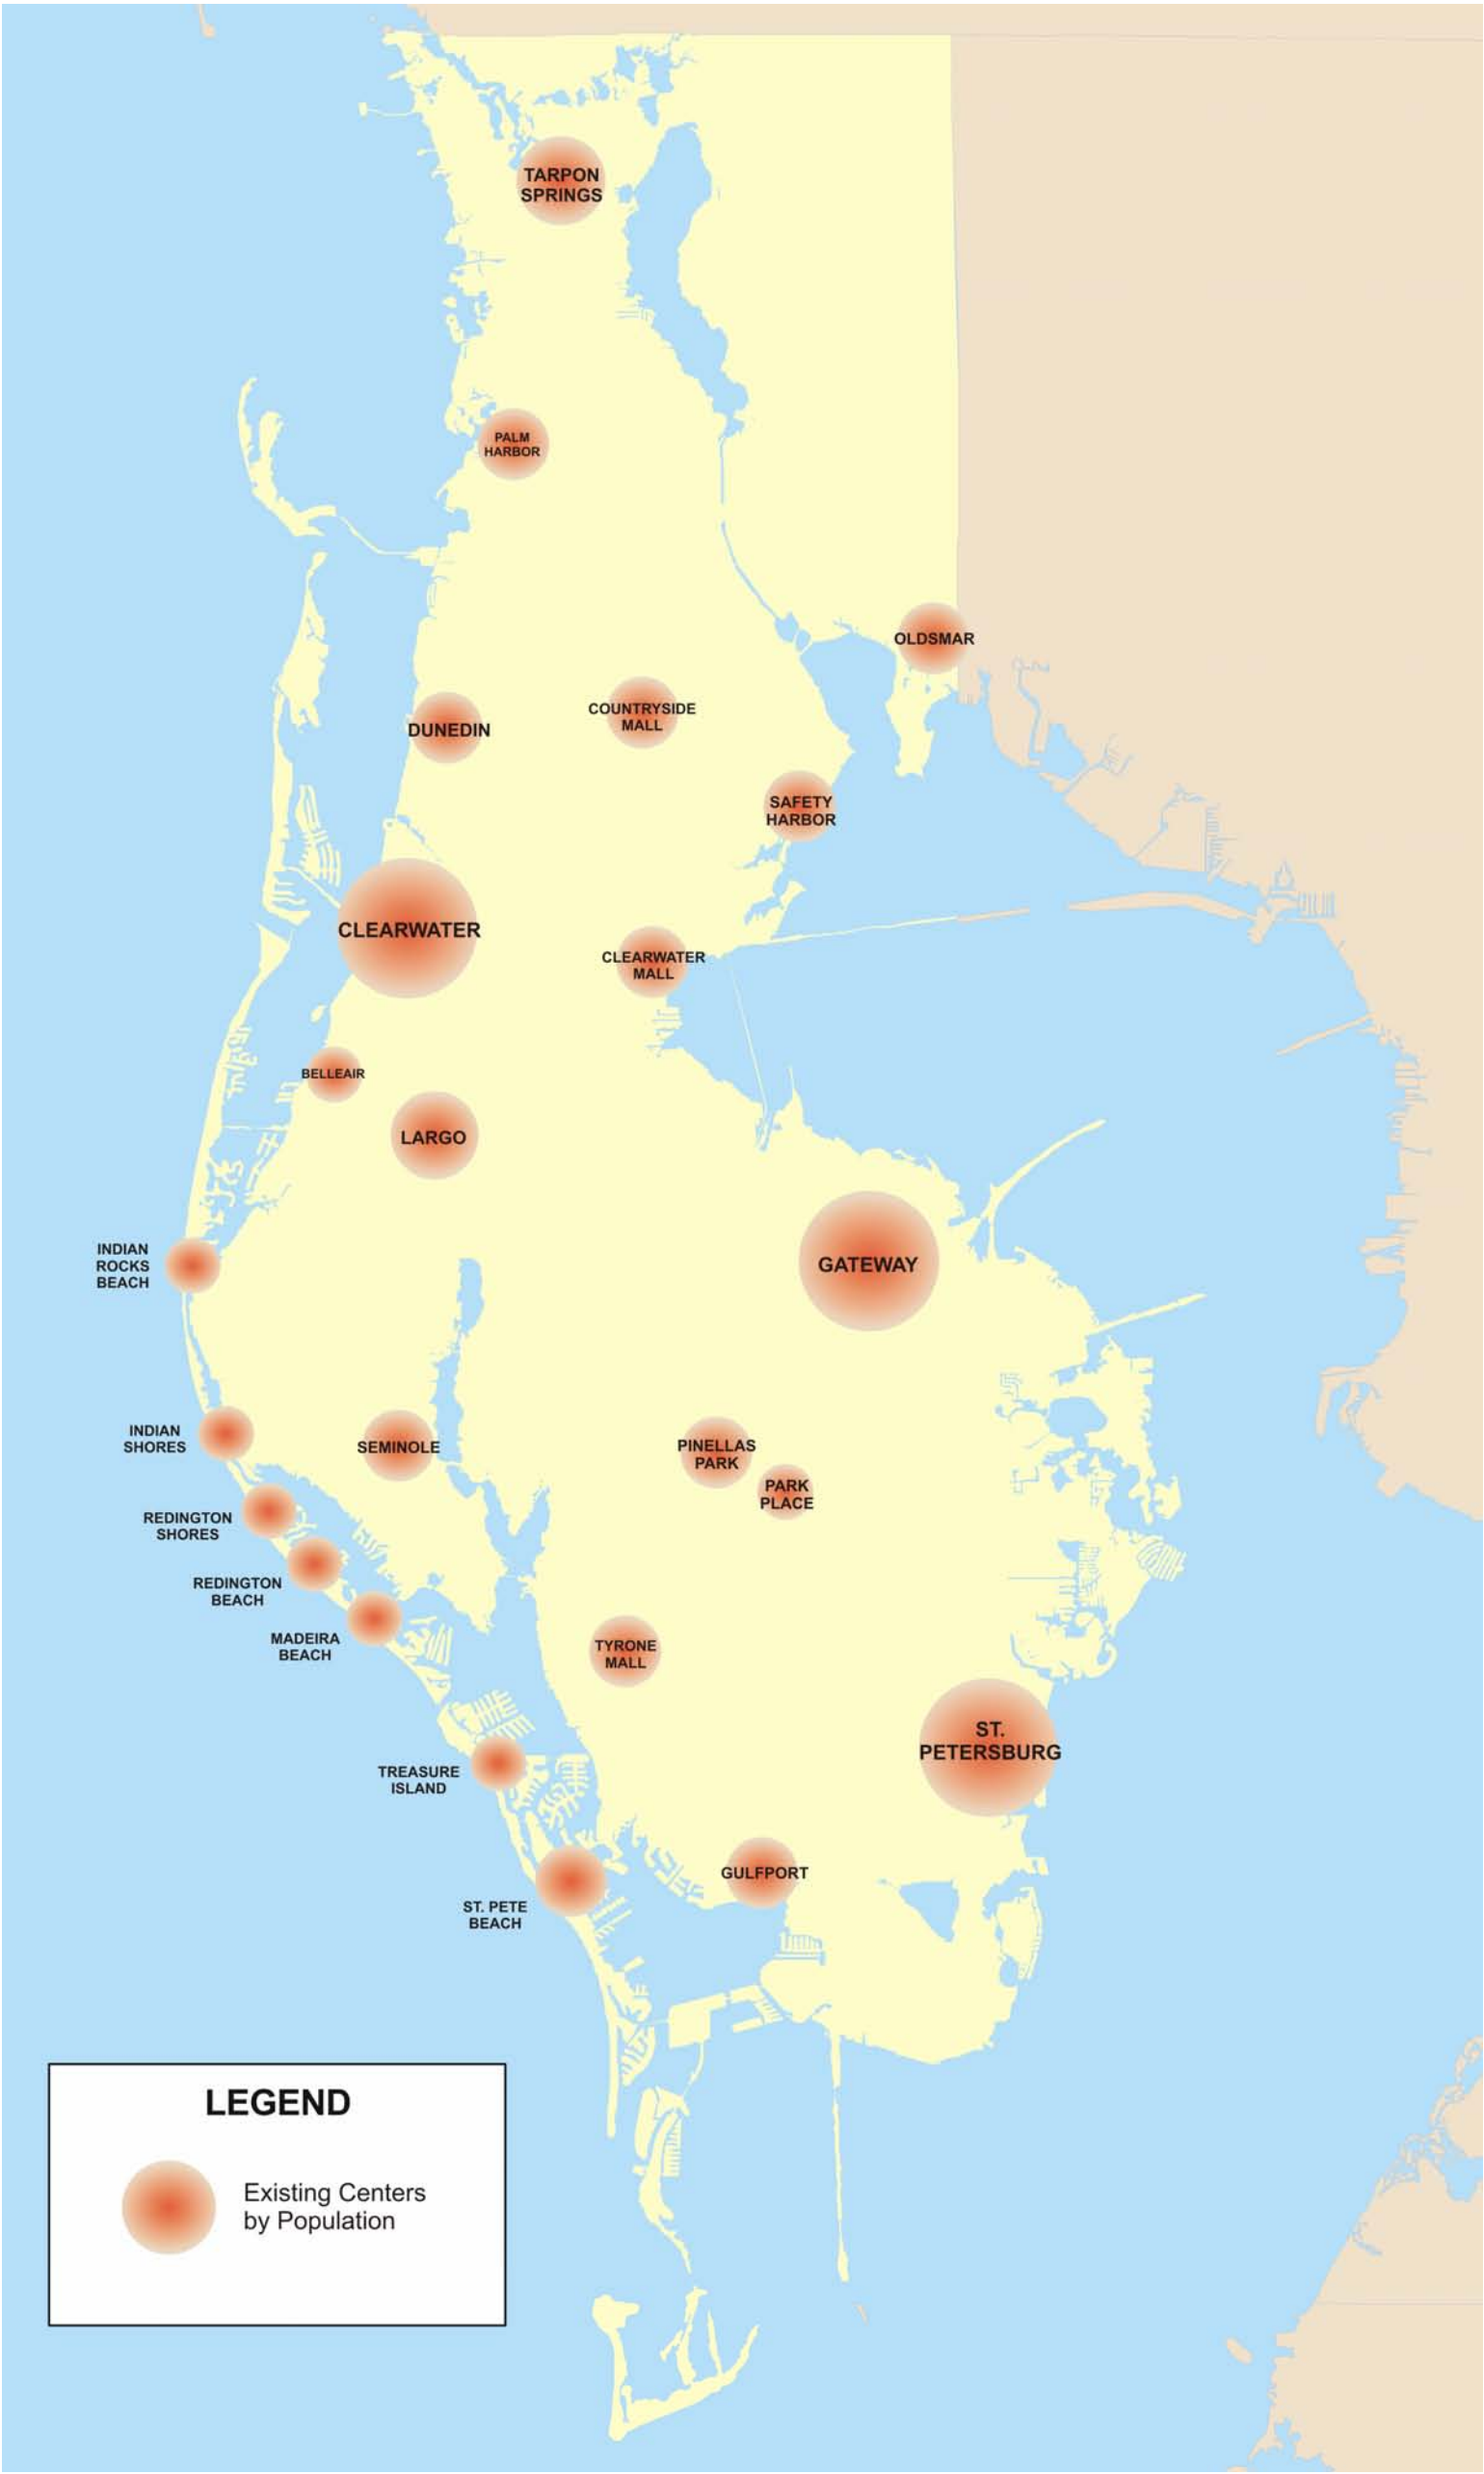 TARPON
SPRINGS
PALM
HARBOR
OLDSMAR
COUNTRYSIDE
MALL
DUNEDIN
SAFETY
HARBOR
CLEARWATER
CLEARWATER
MALL
BELLEAIR
LARGO
INDIAN
ROCKS
BEACH
GATEWAY
INDIAN
SHORES
SEMINOLE
PINELLAS
PARK
PARK
PLACE
REDINGTON
SHORES
REDINGTON
BEACH
MADEIRA
BEACH
TYRONE
MALL
ST.
PETERSBURG
TREASURE
ISLAND
GULFPORT
ST. PETE
BEACH
LEGEND
Existing Centers
by Population